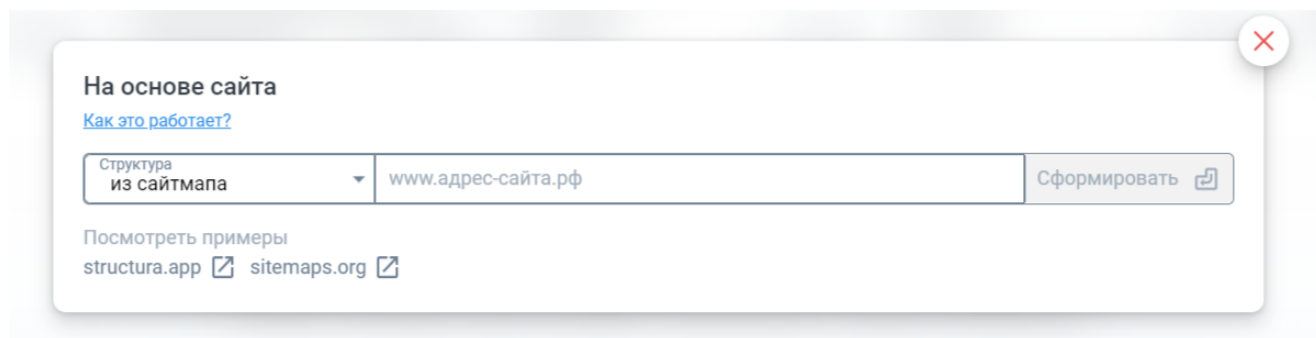 На основе сайта
Как это работает?
Структура
из сайтмапа
www.адрес-сайта.рф
Сформировать
Посмотреть примеры
structura.app sitemaps.org